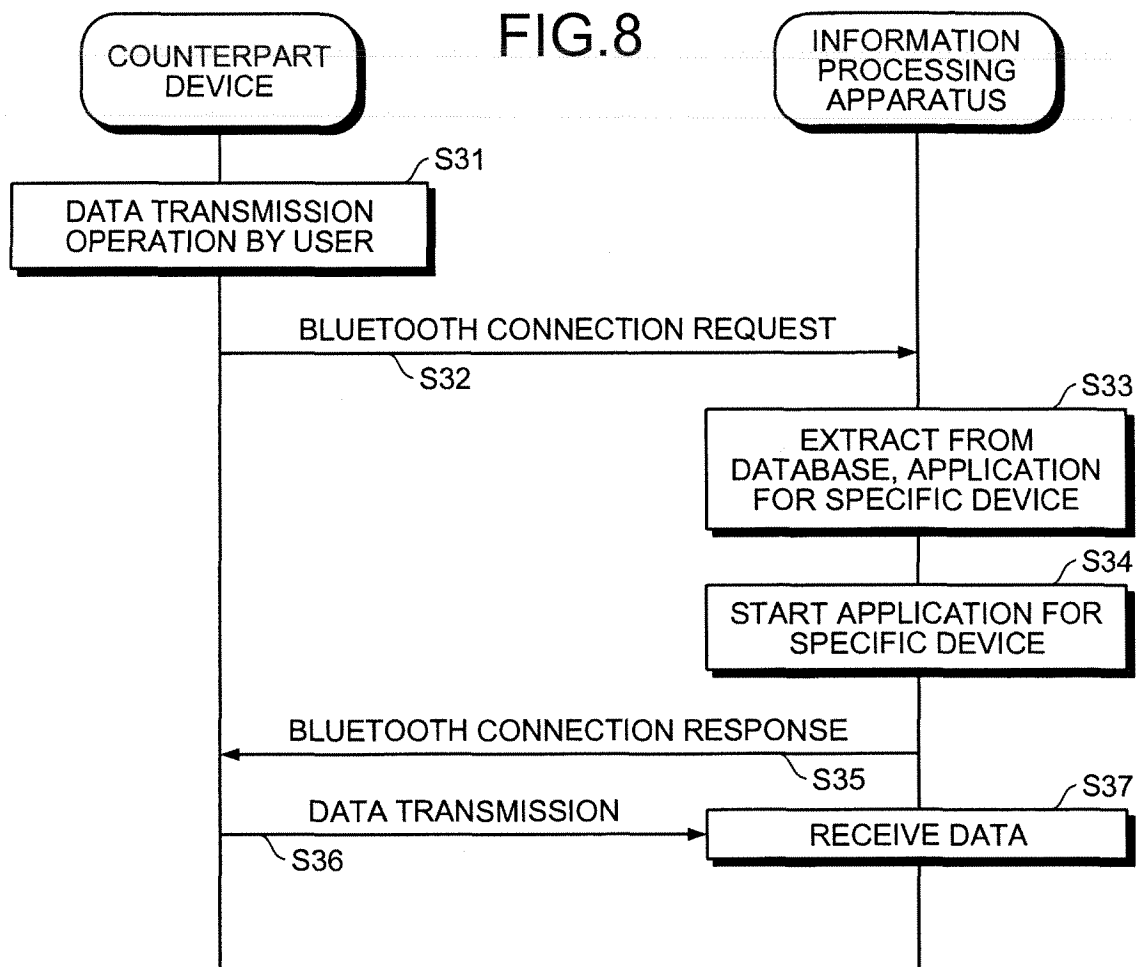 FIG.8
COUNTERPART
DEVICE
INFORMATION
PROCESSING
APPARATUS
S31
DATA TRANSMISSION
OPERATION BY USER
BLUETOOTH CONNECTION REQUEST
S32
S33
EXTRACT FROM
DATABASE, APPLICATION
FOR SPECIFIC DEVICE
S34
START APPLICATION FOR
SPECIFIC DEVICE
BLUETOOTH CONNECTION RESPONSE
S35
DATA TRANSMISSION
S36
S37
RECEIVE DATA